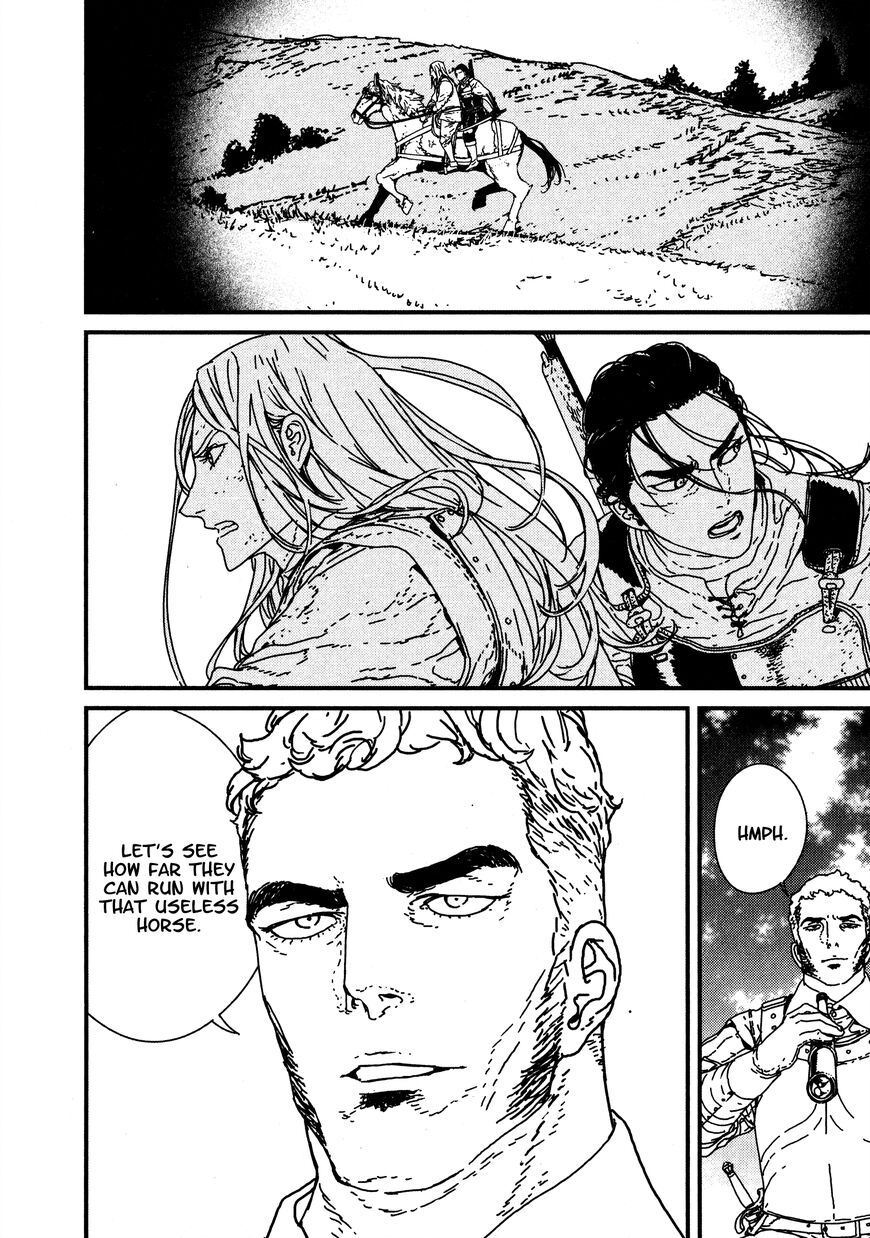 HMPH.
LET'S SEE
HOW FAR THEY
CAN RUN WITH
THAT USELESS
HORSE.